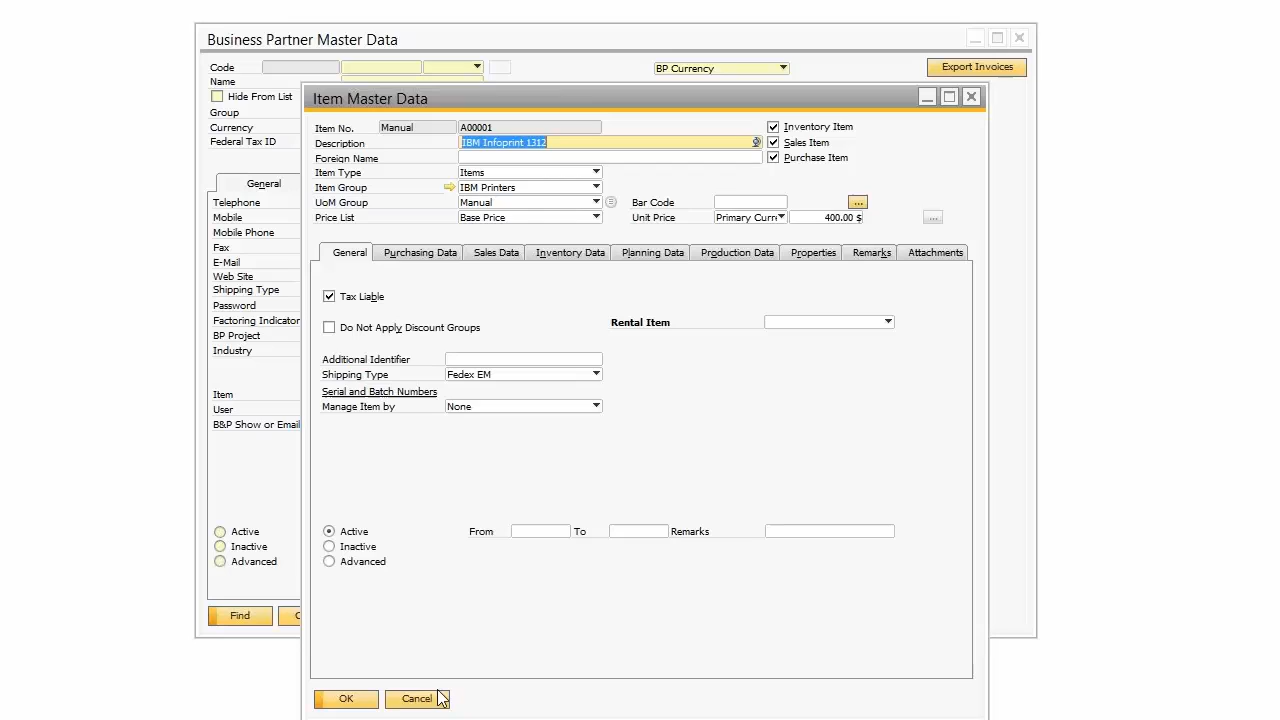 Business Partner Master Data
Code
BP Currency
Export Invoices
Name
Hide From List
Group
Currency
Federal Tax ID
General
Telephone
Mobile
Mobile Phone
Fax
E-Mail
Web Site
Shipping Type
Password
Factoring Indicator
BP Project
Industry
Item
User
B&P Show or Email
Active
Inactive
Advanced
Find
Item Master Data
Item No. Manual A00001
Description IBM Infoprint 1312
Foreign Name
Item Type Items
Item Group IBM Printers
UoM Group Manual
Price List Base Price
Inventory Item
Sales Item
Purchase Item
Bar Code ...
Unit Price Primary Curr 400.00 $ ...
General Purchasing Data Sales Data Inventory Data Planning Data Production Data Properties Remarks Attachments
Tax Liable
Do Not Apply Discount Groups
Rental Item
Additional Identifier
Shipping Type Fedex EM
Serial and Batch Numbers
Manage Item by None
Active From To Remarks
Inactive
Advanced
OK Cancel